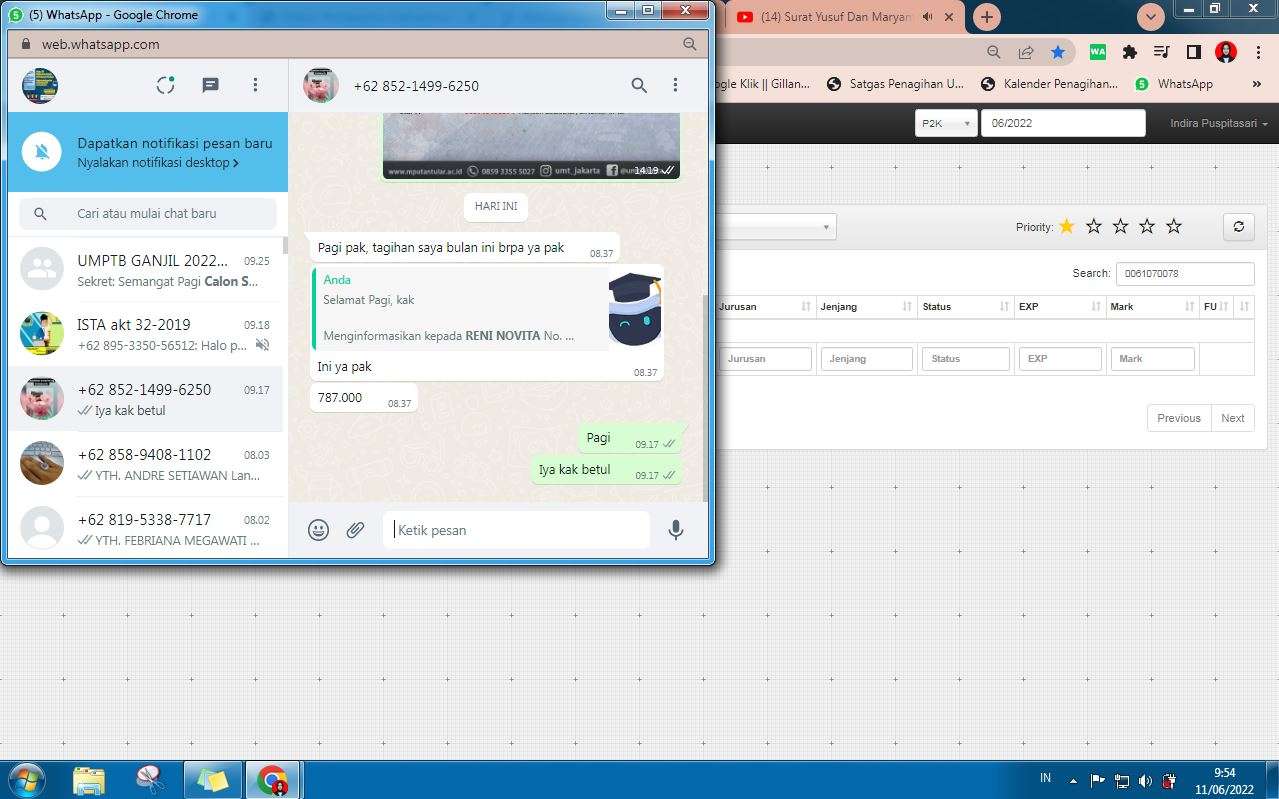 (5) WhatsApp - Google Chrome
web.whatsapp.com
Dapatkan notifikasi pesan baru
Nyalakan notifikasi desktop >
Cari atau mulai chat baru
UMPTB GANJIL 2022... 09.25
Sekret: Semangat Pagi Calon S...
ISTA akt 32-2019 09.18
+62 895-3350-56512: Halo p...
+62 852-1499-6250 09.17
Iya kak betul
+62 858-9408-1102 08.03
YTH. ANDRE SETIAWAN Lan...
+62 819-5338-7717 08.02
YTH. FEBRIANA MEGAWATI ...
+62 852-1499-6250
www.mputantular.ac.id 0859 3355 5027 umt_jakarta 14.19
HARI INI
Pagi pak, tagihan saya bulan ini brpa ya pak 08.37
Anda
Selamat Pagi, kak
Menginformasikan kepada RENI NOVITA No. ...
Ini ya pak 08.37
787.000 08.37
Pagi 09.17
Iya kak betul 09.17
Ketik pesan
(14) Surat Yusuf Dan Maryam
WA
ogle Klik || Gillan... Satgas Penagihan U... Kalender Penagihan... 5 WhatsApp »
P2K 06/2022 Indira Puspitasari
Priority:
Search: 0061070078
Jurusan Jenjang Status EXP Mark FU
Jurusan Jenjang Status EXP Mark
Previous Next
IN 9:54
11/06/2022